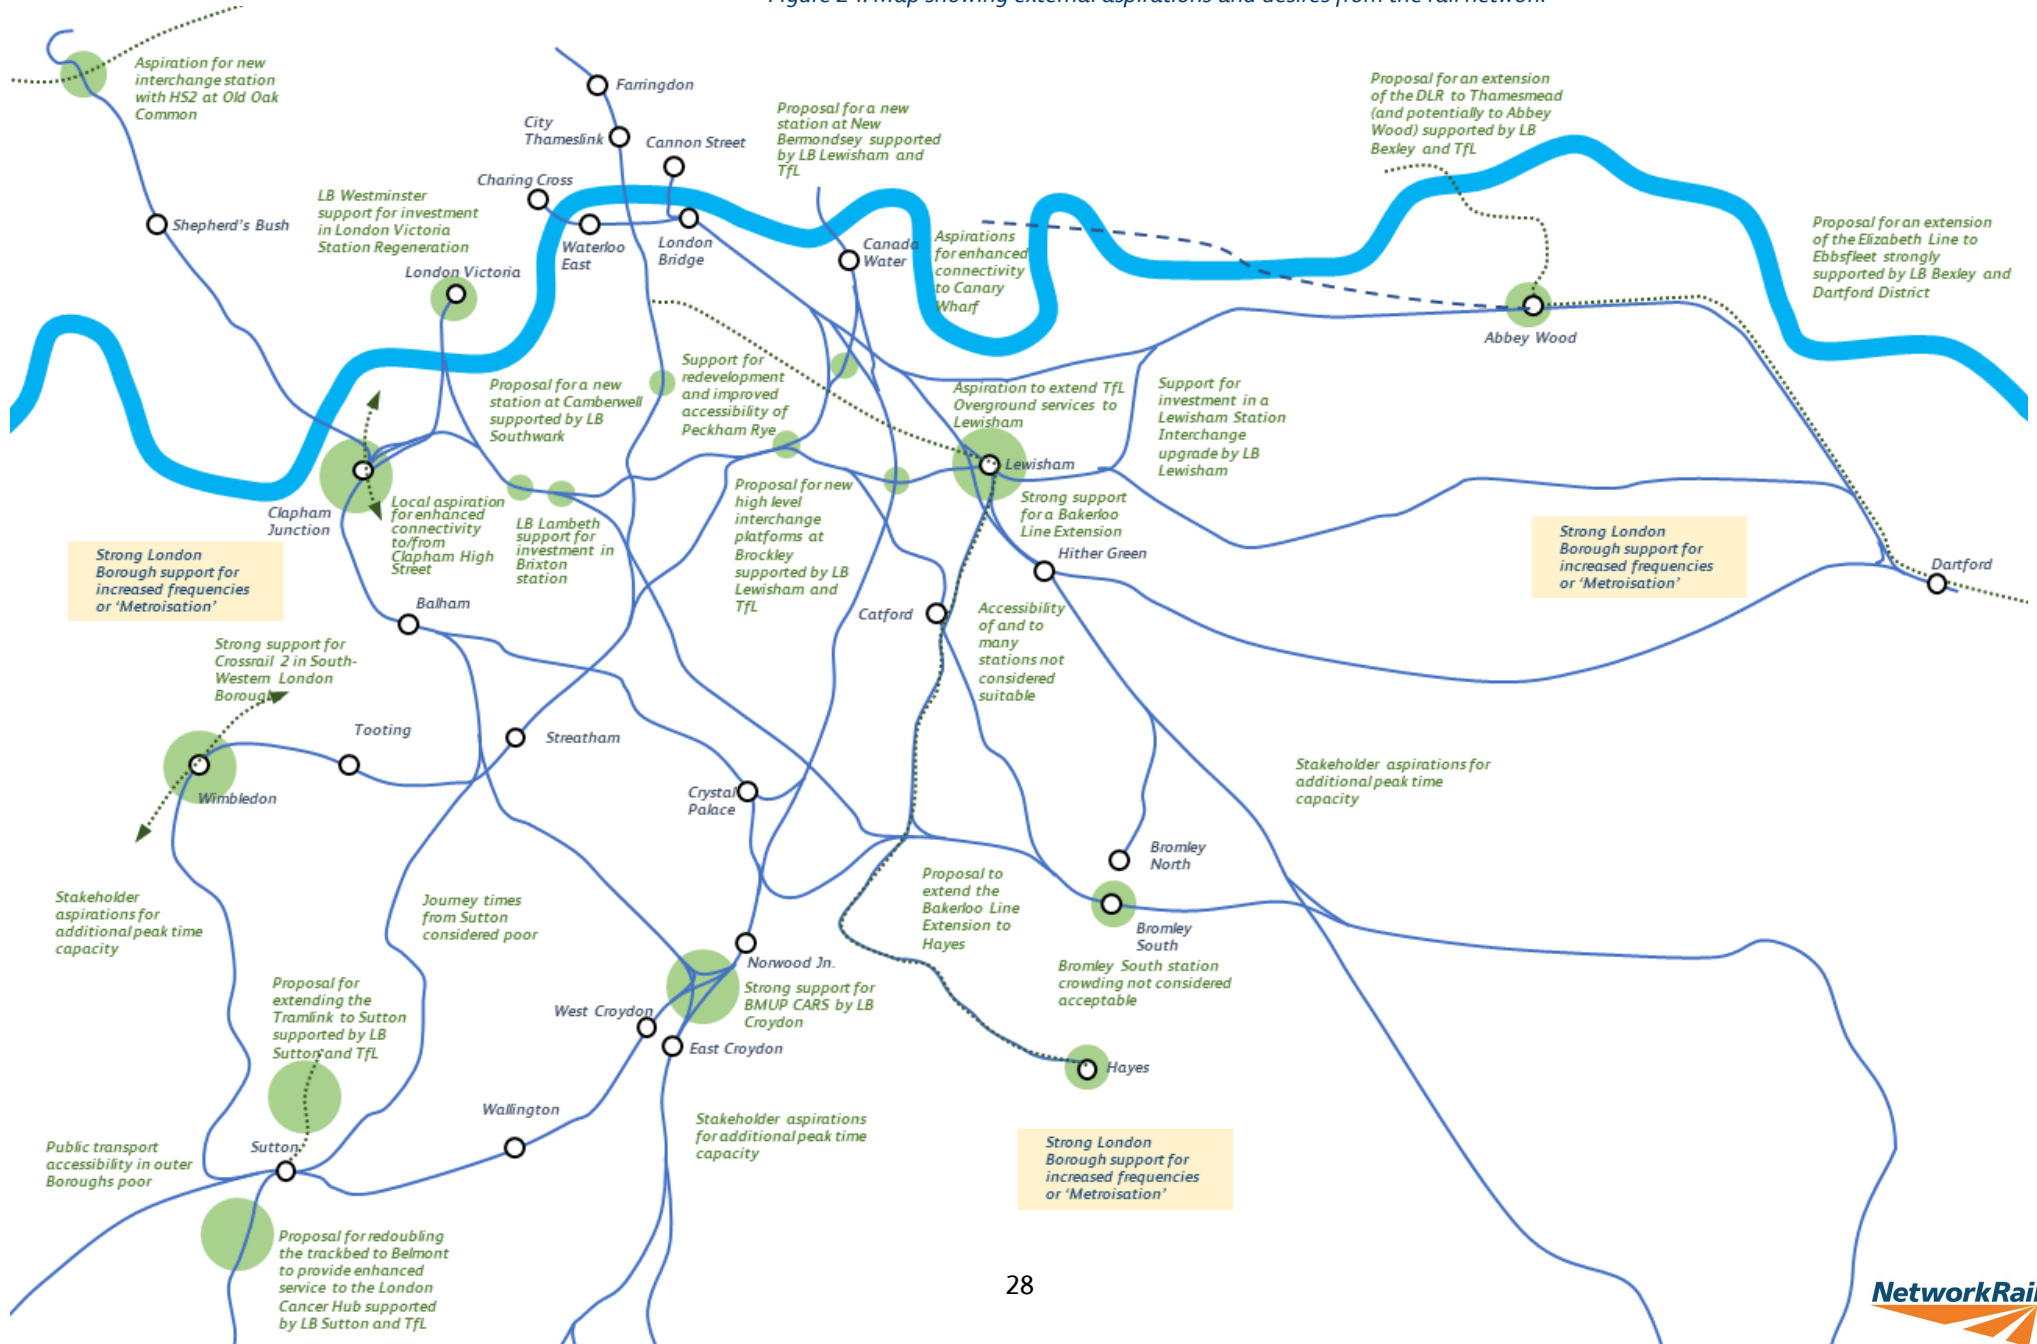 Figure 24: Map showing external aspirations and desires from the rail network
Aspiration for new
interchange station
with HS2 at Old Oak
Common
Farringdon
City
Thameslink
Cannon Street
Charing Cross
Proposal for a new
station at New
Bermondsey supported
by LB Lewisham and
TfL
Proposal for an extension
of the DLR to Thamesmead
(and potentially to Abbey
Wood) supported by LB
Bexley and TfL
LB Westminster
support for investment
in London Victoria
Station Regeneration
Shepherd's Bush
London Victoria
Waterloo
East
London
Bridge
Canada
Water
Aspirations
for enhanced
connectivity
to Canary
Wharf
Proposal for an extension
of the Elizabeth Line to
Ebbsfleet strongly
supported by LB Bexley and
Dartford District
Abbey Wood
Proposal for a new
station at Camberwell
supported by LB
Southwark
Support for
redevelopment
and improved
accessibility of
Peckham Rye
Aspiration to extend TfL
Overground services to
Lewisham
Support for
investment in a
Lewisham Station
Interchange
upgrade by LB
Lewisham
Lewisham
Clapham
Junction
Local aspiration
for enhanced
connectivity
to/from
Clapham High
Street
LB Lambeth
support for
investment in
Brixton
station
Proposal for new
high level
interchange
platforms at
Brockley
supported by LB
Lewisham and
TfL
Strong support
for a Bakerloo
Line Extension
Hither Green
Strong London
Borough support for
increased frequencies
or 'Metroisation'
Strong London
Borough support for
increased frequencies
or 'Metroisation'
Dartford
Balham
Catford
Accessibility
of and to
many
stations not
considered
suitable
Strong support for
Crossrail 2 in South-
Western London
Boroughs
Tooting
Streatham
Wimbledon
Crystal
Palace
Stakeholder aspirations for
additional peak time
capacity
Bromley
North
Stakeholder
aspirations for
additional peak time
capacity
Journey times
from Sutton
considered poor
Proposal to
extend the
Bakerloo Line
Extension to
Hayes
Bromley
South
Bromley South station
crowding not considered
acceptable
Norwood Jn.
Strong support for
BMUP CARS by LB
Croydon
Proposal for
extending the
Tramlink to Sutton
supported by LB
Sutton and TfL
West Croydon
East Croydon
Hayes
Wallington
Stakeholder aspirations
for additional peak time
capacity
Public transport
accessibility in outer
Boroughs poor
Sutton
Strong London
Borough support for
increased frequencies
or 'Metroisation'
Proposal for redoubling
the trackbed to Belmont
to provide enhanced
service to the London
Cancer Hub supported
by LB Sutton and TfL
28
NetworkRail